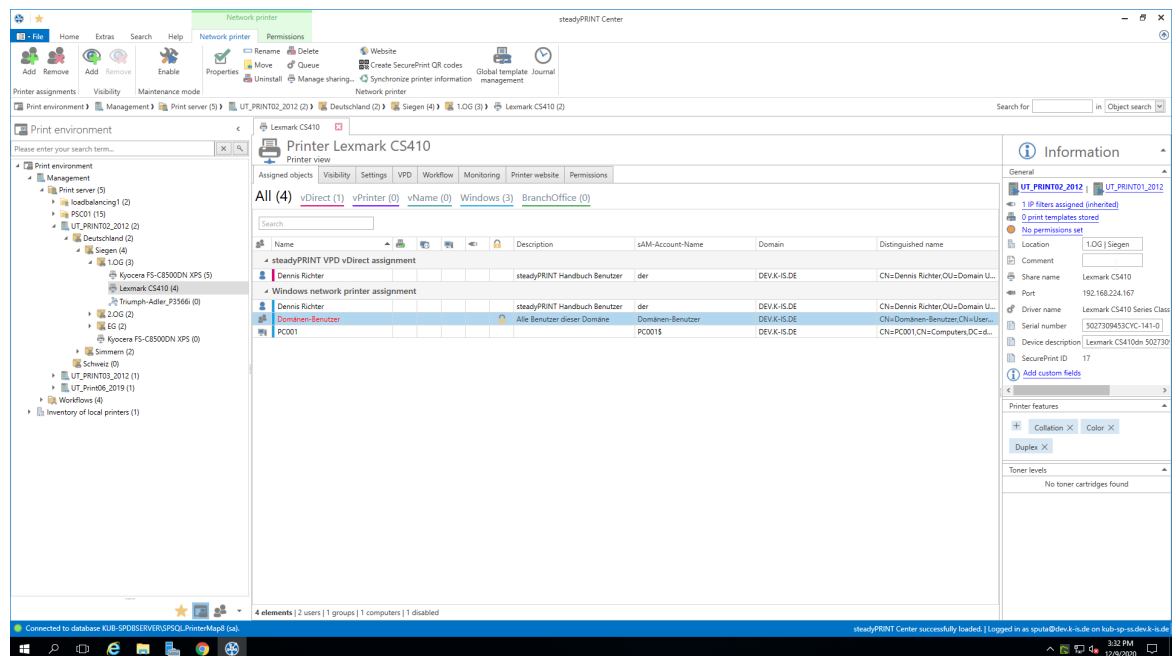 Network printer
steadyPRINT Center
File Home Extras Search Help Network printer Permissions
Add Remove Add Remove Enable Properties Rename Delete Website
Move Queue Create SecurePrint QR codes Global template management Journal
Uninstall Manage sharing... Synchronize printer information
Printer assignments Visibility Maintenance mode Network printer
Print environment Management Print server (5) UT_PRINT02_2012 (2) Deutschland (2) Siegen (4) 1.OG (3) Lexmark CS410 (2) Search for in Object search
Print environment
Please enter your search term...
Print environment
Management
Print server (5)
loadbalancing1 (2)
PSC01 (15)
UT_PRINT02_2012 (2)
Deutschland (2)
Siegen (4)
1.OG (3)
Kyocera FS-C8500DN XPS (5)
Lexmark CS410 (4)
Triumph-Adler_P3566i (0)
2.OG (2)
EG (2)
Kyocera FS-C8500DN XPS (0)
Simmern (2)
Schweiz (0)
UT_PRINT03_2012 (1)
UT_Print06_2019 (1)
Workflows (4)
Inventory of local printers (1)
Lexmark CS410
Printer Lexmark CS410
Printer view
Assigned objects Visibility Settings VPD Workflow Monitoring Printer website Permissions
All (4) vDirect (1) vPrinter (0) vName (0) Windows (3) BranchOffice (0)
Search
Name Description sAM-Account-Name Domain Distinguished name
steadyPRINT VPD vDirect assignment
Dennis Richter steadyPRINT Handbuch Benutzer der DEV.K-IS.DE CN=Dennis Richter,OU=Domain U...
Windows network printer assignment
Dennis Richter steadyPRINT Handbuch Benutzer der DEV.K-IS.DE CN=Dennis Richter,OU=Domain U...
Domänen-Benutzer Alle Benutzer dieser Domäne Domänen-Benutzer DEV.K-IS.DE CN=Domänen-Benutzer,CN=User...
PC001 PC001$ DEV.K-IS.DE CN=PC001,CN=Computers,DC=d...
4 elements | 2 users | 1 groups | 1 computers | 1 disabled
Information
General
UT_PRINT02_2012 | UT_PRINT01_2012
1 IP filters assigned (inherited)
0 print templates stored
No permissions set
Location 1.OG | Siegen
Comment
Share name Lexmark CS410
Port 192.168.224.167
Driver name Lexmark CS410 Series Class
Serial number 5027309453CYC-141-0
Device description Lexmark CS410dn 502730
SecurePrint ID 17
Add custom fields
Printer features
Collation Color
Duplex
Toner levels
No toner cartridges found
Connected to database KUB-SPDBSERVER\SPSQL.PrinterMap8 (sa). steadyPRINT Center successfully loaded. | Logged in as sputa@dev.k-is.de on kub-sp-ss.dev.k-is.de
3:32 PM
12/9/2020